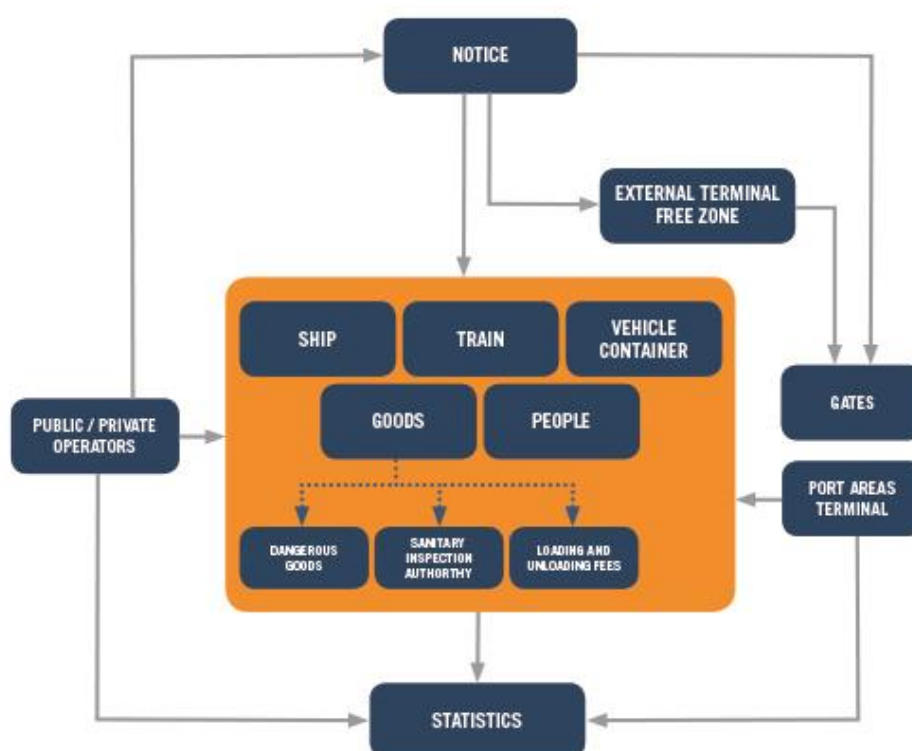 NOTICE
EXTERNAL TERMINAL
FREE ZONE
SHIP
TRAIN
VEHICLE
CONTAINER
GOODS
PEOPLE
GATES
PUBLIC / PRIVATE
OPERATORS
PORT AREAS
TERMINAL
DANGEROUS
GOODS
SANITARY
INSPECTION
AUTHORTHY
LOADING AND
UNLOADING FEES
STATISTICS